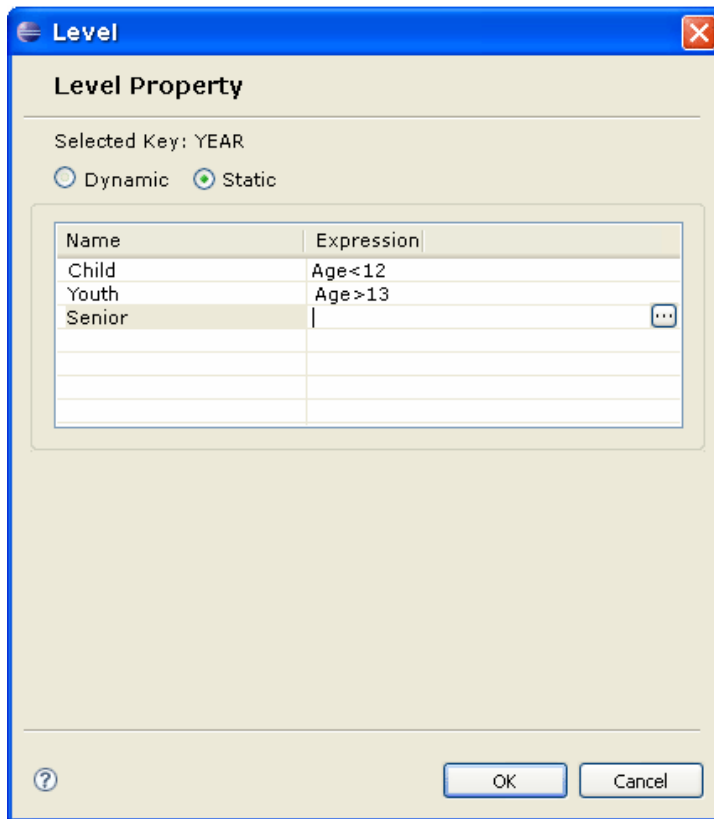 Level
Level Property
Selected Key: YEAR
Dynamic Static
Name Expression
Child Age<12
Youth Age>13
Senior ...
? OK Cancel